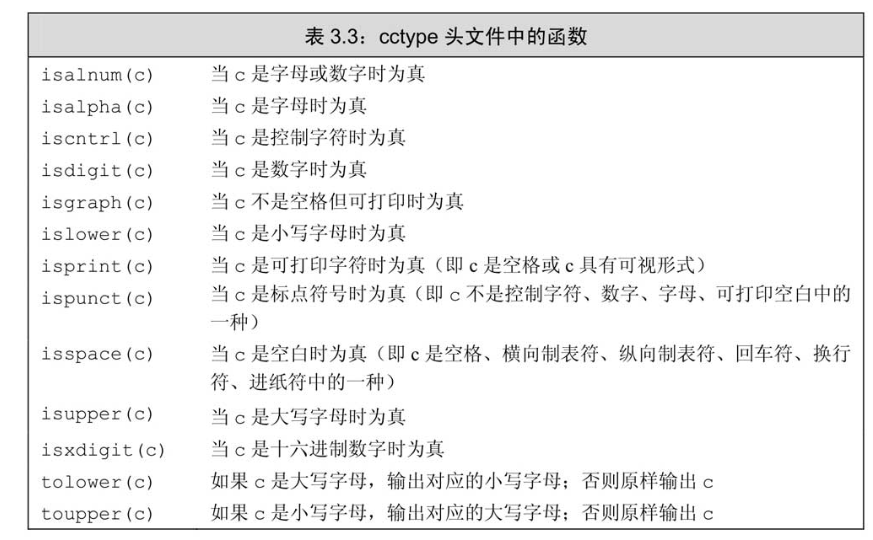 表 3.3：cctype 头文件中的函数
isalnum(c) 当 c 是字母或数字时为真
isalpha(c) 当 c 是字母时为真
iscntrl(c) 当 c 是控制字符时为真
isdigit(c) 当 c 是数字时为真
isgraph(c) 当 c 不是空格但可打印时为真
islower(c) 当 c 是小写字母时为真
isprint(c) 当 c 是可打印字符时为真（即 c 是空格或 c 具有可视形式）
ispunct(c) 当 c 是标点符号时为真（即 c 不是控制字符、数字、字母、可打印空白中的
一种）
isspace(c) 当 c 是空白时为真（即 c 是空格、横向制表符、纵向制表符、回车符、换行
符、进纸符中的一种）
isupper(c) 当 c 是大写字母时为真
isxdigit(c) 当 c 是十六进制数字时为真
tolower(c) 如果 c 是大写字母，输出对应的小写字母；否则原样输出 c
toupper(c) 如果 c 是小写字母，输出对应的大写字母；否则原样输出 c